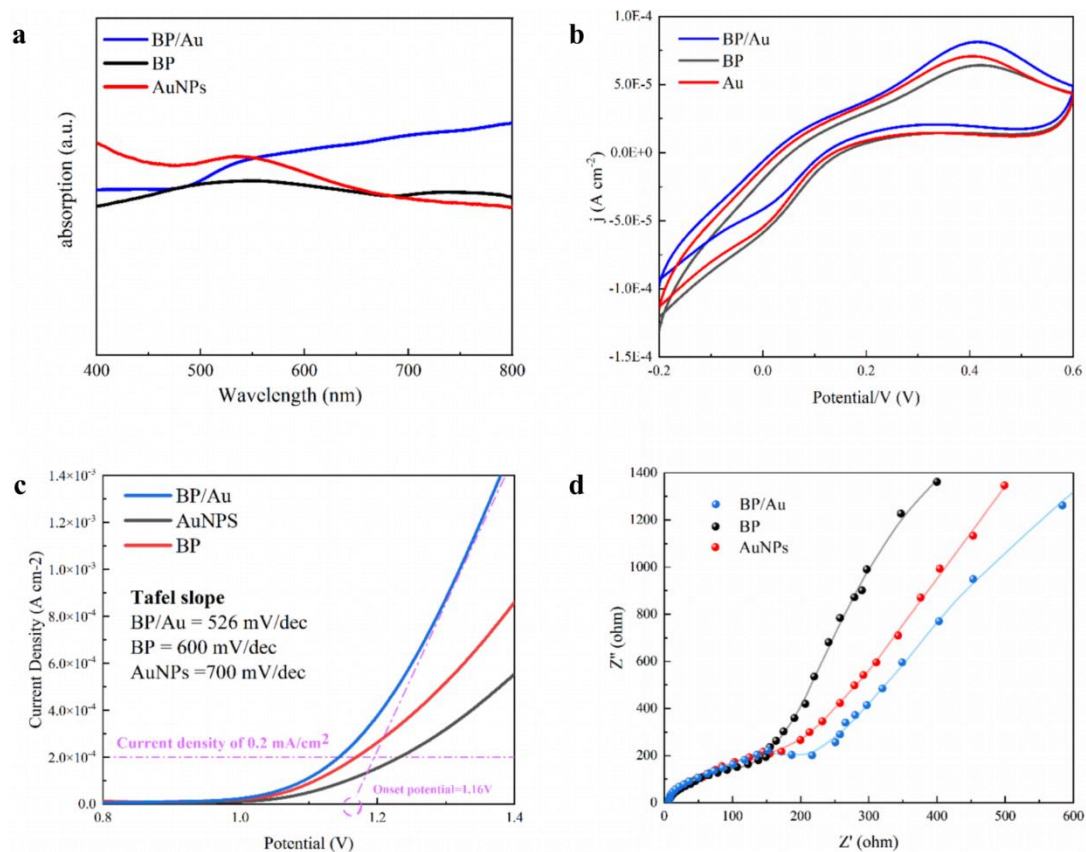 a
BP/Au
BP
AuNPs
absorption (a.u.)
400 500 600 700 800
Wavelength (nm)
b
BP/Au
BP
Au
1.0E-4
5.0E-5
0.0E+0
-5.0E-5
-1.0E-4
-1.5E-4
j (A cm⁻²)
-0.2 0.0 0.2 0.4 0.6
Potential/V (V)
c
BP/Au
AuNPS
BP
Tafel slope
BP/Au = 526 mV/dec
BP = 600 mV/dec
AuNPs =700 mV/dec
Current density of 0.2 mA/cm²
Onset potential=1.16V
1.4×10⁻³
1.2×10⁻³
1.0×10⁻³
8.0×10⁻⁴
6.0×10⁻⁴
4.0×10⁻⁴
2.0×10⁻⁴
0.0
Current Density (A cm-2)
0.8 1.0 1.2 1.4
Potential (V)
d
BP/Au
BP
AuNPs
1400
1200
1000
800
600
400
200
0
Z'' (ohm)
0 100 200 300 400 500 600
Z' (ohm)